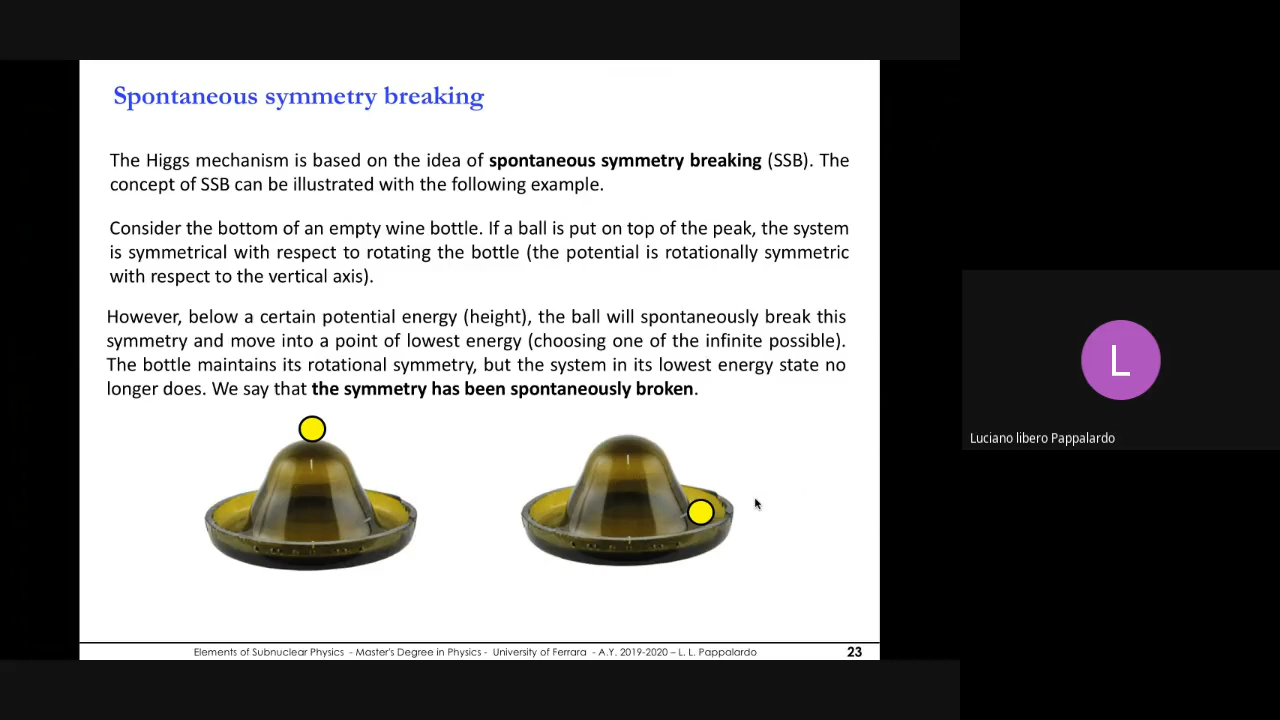 Spontaneous symmetry breaking
The Higgs mechanism is based on the idea of spontaneous symmetry breaking (SSB). The
concept of SSB can be illustrated with the following example.
Consider the bottom of an empty wine bottle. If a ball is put on top of the peak, the system
is symmetrical with respect to rotating the bottle (the potential is rotationally symmetric
with respect to the vertical axis).
However, below a certain potential energy (height), the ball will spontaneously break this
symmetry and move into a point of lowest energy (choosing one of the infinite possible).
The bottle maintains its rotational symmetry, but the system in its lowest energy state no
longer does. We say that the symmetry has been spontaneously broken.
Elements of Subnuclear Physics - Master's Degree in Physics - University of Ferrara - A.Y. 2019-2020 – L. L. Pappalardo
23
L
Luciano libero Pappalardo